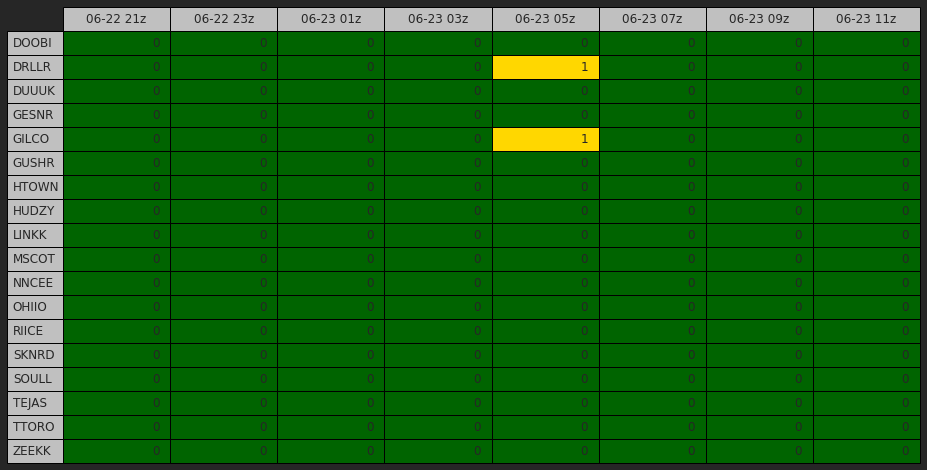 06-22 21z 06-22 23z 06-23 01z 06-23 03z 06-23 05z 06-23 07z 06-23 09z 06-23 11z
DOOBI 0 0 0 0 0 0 0 0
DRLLR 0 0 0 0 1 0 0 0
DUUUK 0 0 0 0 0 0 0 0
GESNR 0 0 0 0 0 0 0 0
GILCO 0 0 0 0 1 0 0 0
GUSHR 0 0 0 0 0 0 0 0
HTOWN 0 0 0 0 0 0 0 0
HUDZY 0 0 0 0 0 0 0 0
LINKK 0 0 0 0 0 0 0 0
MSCOT 0 0 0 0 0 0 0 0
NNCEE 0 0 0 0 0 0 0 0
OHIIO 0 0 0 0 0 0 0 0
RIICE 0 0 0 0 0 0 0 0
SKNRD 0 0 0 0 0 0 0 0
SOULL 0 0 0 0 0 0 0 0
TEJAS 0 0 0 0 0 0 0 0
TTORO 0 0 0 0 0 0 0 0
ZEEKK 0 0 0 0 0 0 0 0